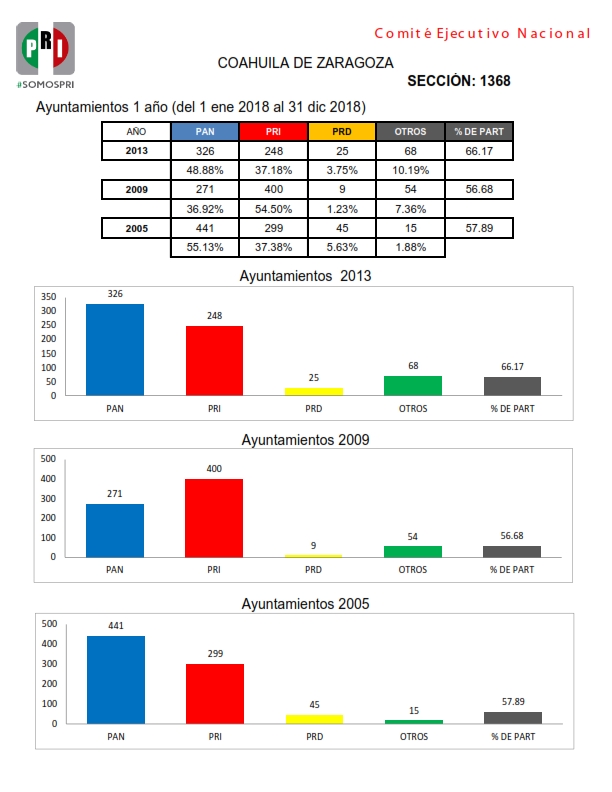 Comité Ejecutivo Nacional
PRI
#SOMOSPRI
COAHUILA DE ZARAGOZA
SECCIÓN: 1368
Ayuntamientos 1 año (del 1 ene 2018 al 31 dic 2018)
AÑO PAN PRI PRD OTROS % DE PART
2013 326 248 25 68 66.17
48.88% 37.18% 3.75% 10.19%
2009 271 400 9 54 56.68
36.92% 54.50% 1.23% 7.36%
2005 441 299 45 15 57.89
55.13% 37.38% 5.63% 1.88%
Ayuntamientos 2013
350
300
250
200
150
100
50
0
326 248 25 68 66.17
PAN PRI PRD OTROS % DE PART
Ayuntamientos 2009
500
400
300
200
100
0
271 400 9 54 56.68
PAN PRI PRD OTROS % DE PART
Ayuntamientos 2005
500
400
300
200
100
0
441 299 45 15 57.89
PAN PRI PRD OTROS % DE PART